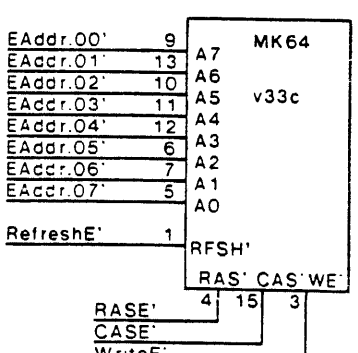 MK64
EAddr.00' 9 A7
EAddr.01' 13 A6
EAddr.02' 10 A5 v33c
EAddr.03' 11 A4
EAddr.04' 12 A3
EAddr.05' 6 A2
EAddr.06' 7 A1
EAddr.07' 5 A0
RefreshE' 1 RFSH'
RAS' CAS' WE'
4 15 3
RASE'
CASE'
WriteE'